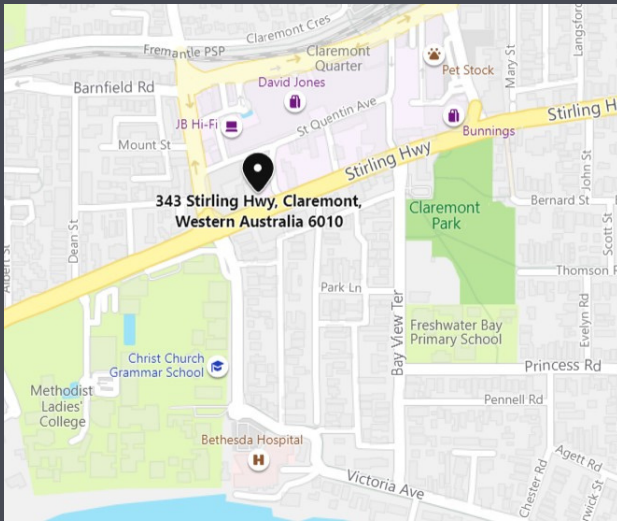 Claremont Cres
Fremantle PSP
Claremont
Quarter
Langsford
Mary St
Pet Stock
Barnfield Rd
David Jones
St Quentin Ave
JB Hi-Fi
Bunnings
Stirling H
Mount St
Stirling Hwy
343 Stirling Hwy, Claremont,
Western Australia 6010
John St
Bernard St
Claremont
Park
Scott St
Albert St
Dean St
Thomson R
Park Ln
Bay View Ter
Evelyn Rd
Freshwater Bay
Primary School
Christ Church
Grammar School
Princess Rd
Methodist
Ladies'
College
Pennell Rd
Bethesda Hospital
H
Agett Rd
Chester Rd
Victoria Ave
rwick St